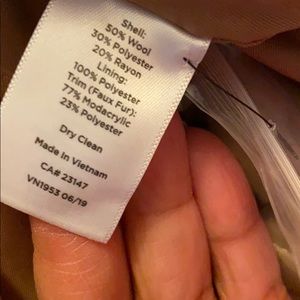 Shell:
50% Wool
30% Polyester
20% Rayon
Lining:
100% Polyester
Trim (Faux Fur):
77% Modacrylic
23% Polyester
Dry Clean
Made in Vietnam
CA# 23147
VN1953 06/19